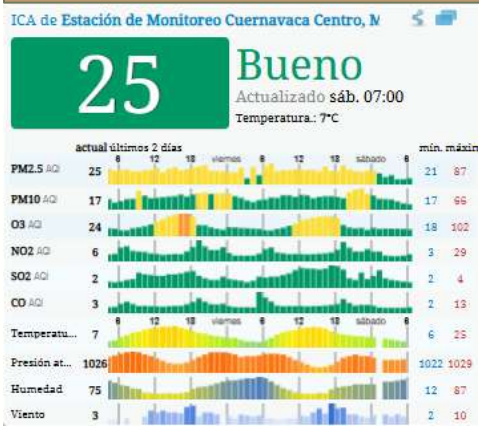 ICA de Estación de Monitoreo Cuernavaca Centro, M
25
Bueno
Actualizado sáb. 07:00
Temperatura.: 7°C
actual últimos 2 días mín. máxim
6 12 18 viernes 6 12 18 sábado 6
PM2.5 AQI 25 21 87
PM10 AQI 17 17 66
O3 AQI 24 18 102
NO2 AQI 6 3 29
SO2 AQI 2 2 4
CO AQI 3 2 13
6 12 18 viernes 6 12 18 sábado 6
Temperatu... 7 6 25
Presión at... 1026 1022 1029
Humedad 75 12 87
Viento 3 2 10